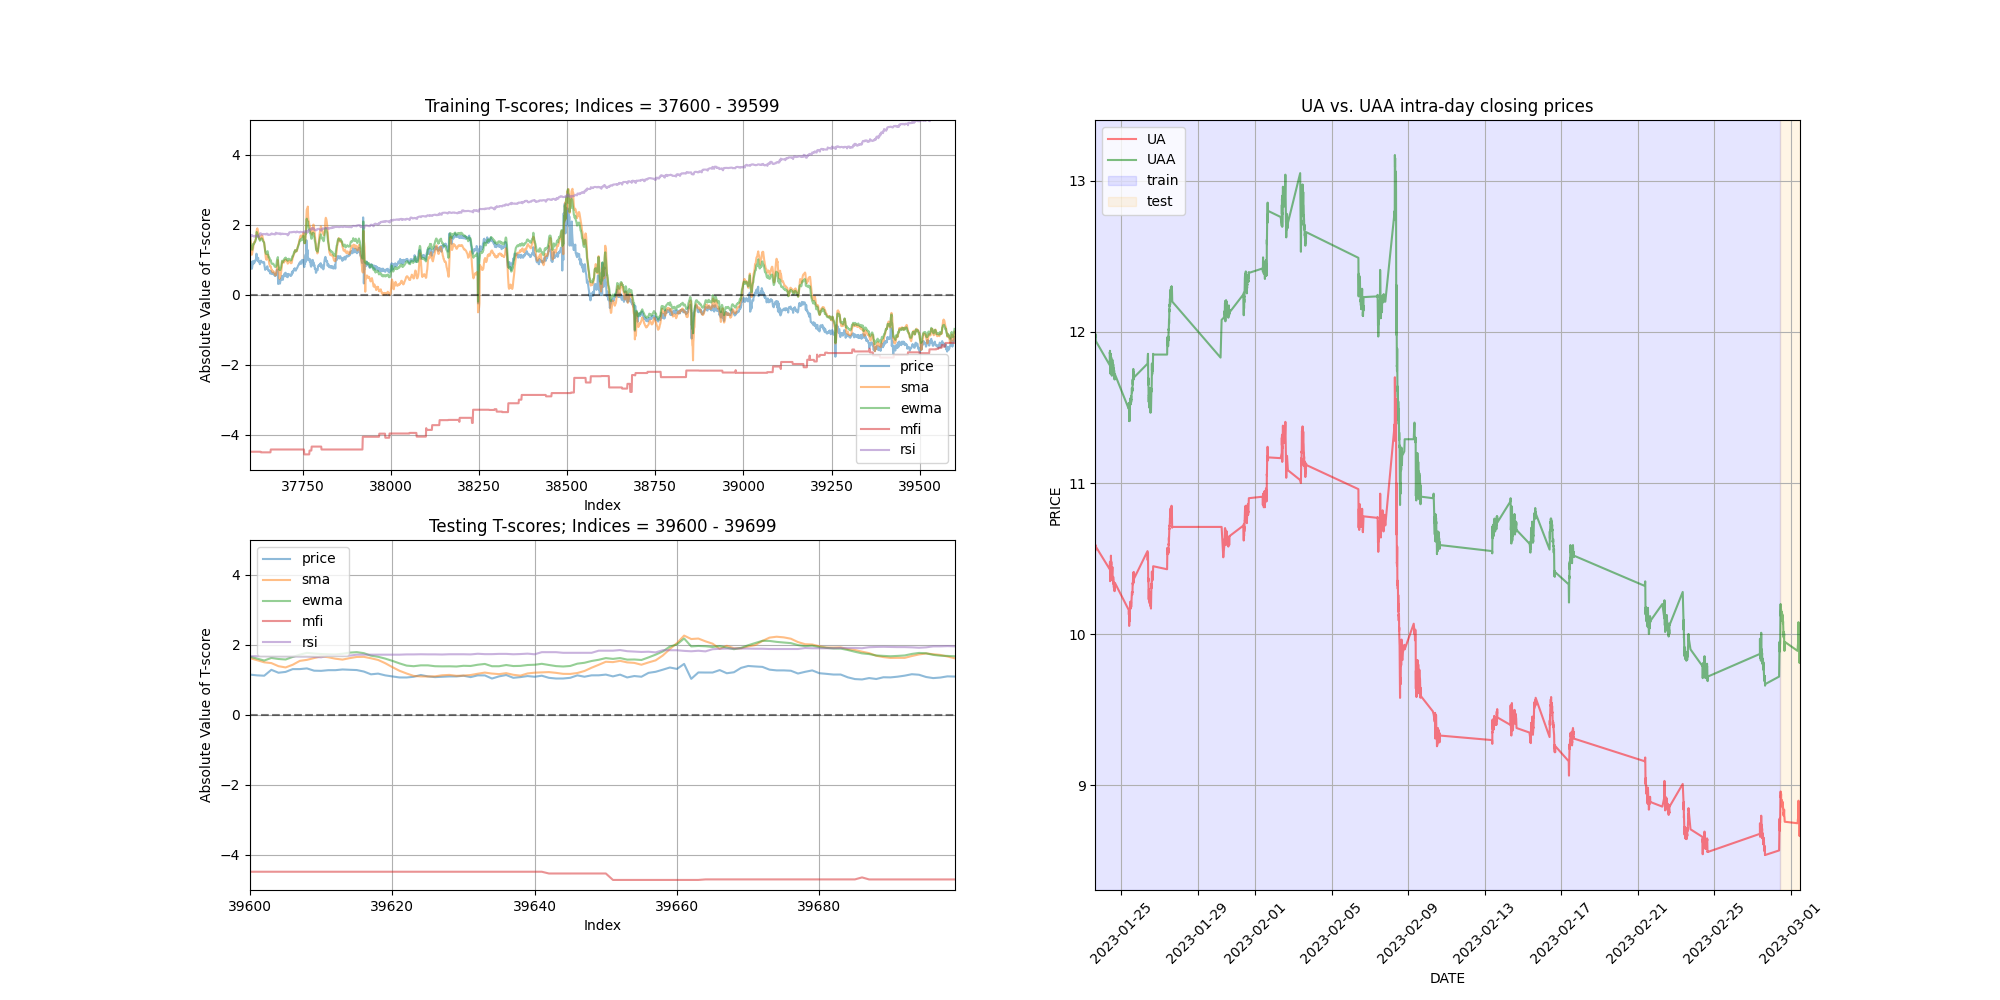 Training T-scores; Indices = 37600 - 39599
Absolute Value of T-score
4
2
0
−2
−4
price
sma
ewma
mfi
rsi
37750 38000 38250 38500 38750 39000 39250 39500
Index
Testing T-scores; Indices = 39600 - 39699
Absolute Value of T-score
4
2
0
−2
−4
price
sma
ewma
mfi
rsi
39600 39620 39640 39660 39680
Index
UA vs. UAA intra-day closing prices
PRICE
13
12
11
10
9
UA
UAA
train
test
2023-01-25 2023-01-29 2023-02-01 2023-02-05 2023-02-09 2023-02-13 2023-02-17 2023-02-21 2023-02-25 2023-03-01
DATE